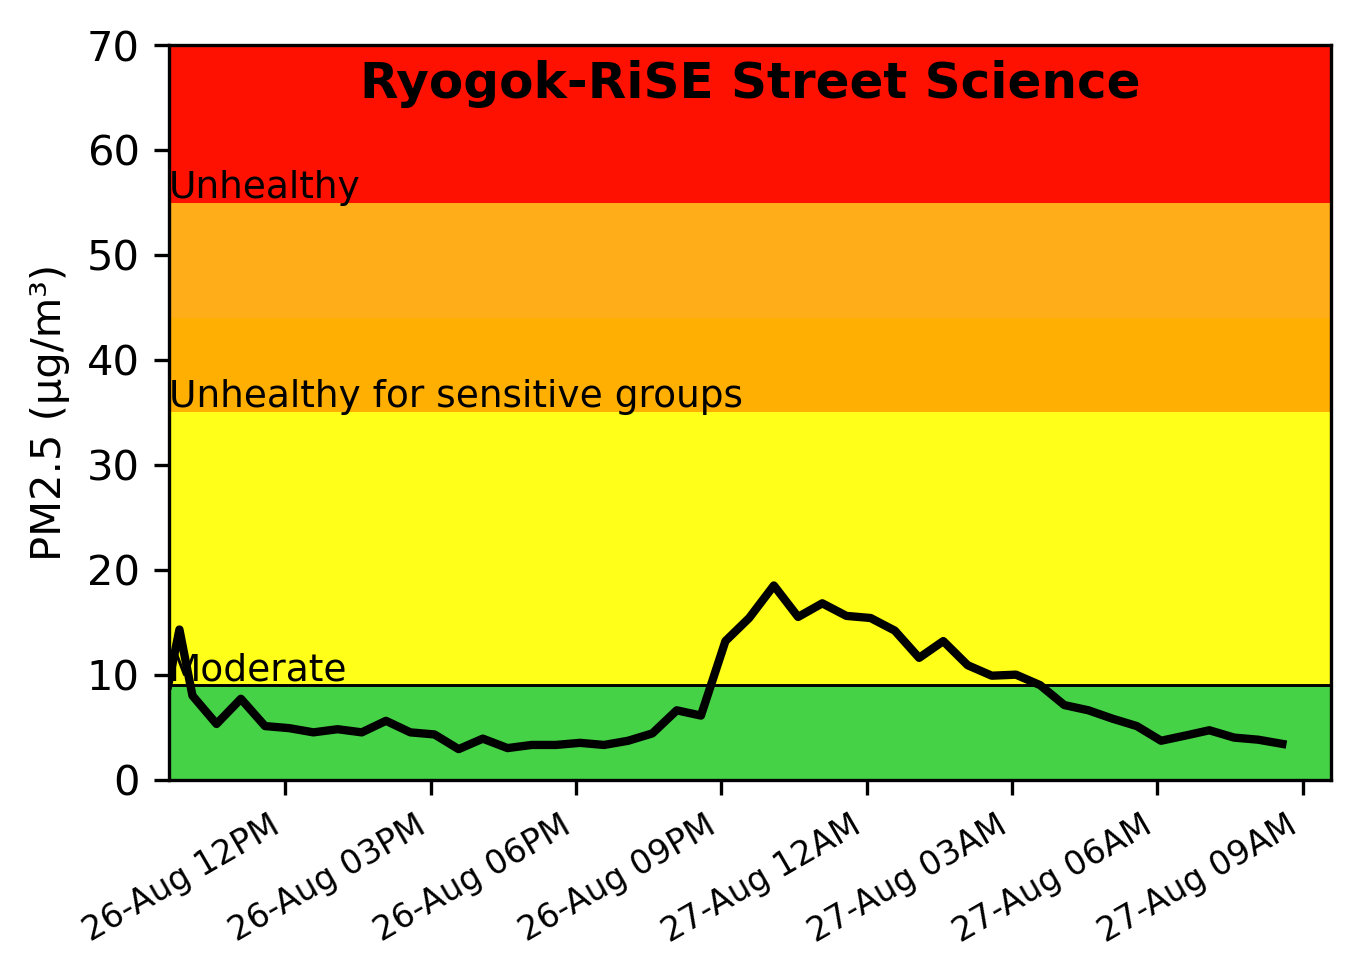 Ryogok-RiSE Street Science
70
60
50
40
30
20
10
0
PM2.5 (µg/m³)
Unhealthy
Unhealthy for sensitive groups
Moderate
26-Aug 12PM
26-Aug 03PM
26-Aug 06PM
26-Aug 09PM
27-Aug 12AM
27-Aug 03AM
27-Aug 06AM
27-Aug 09AM